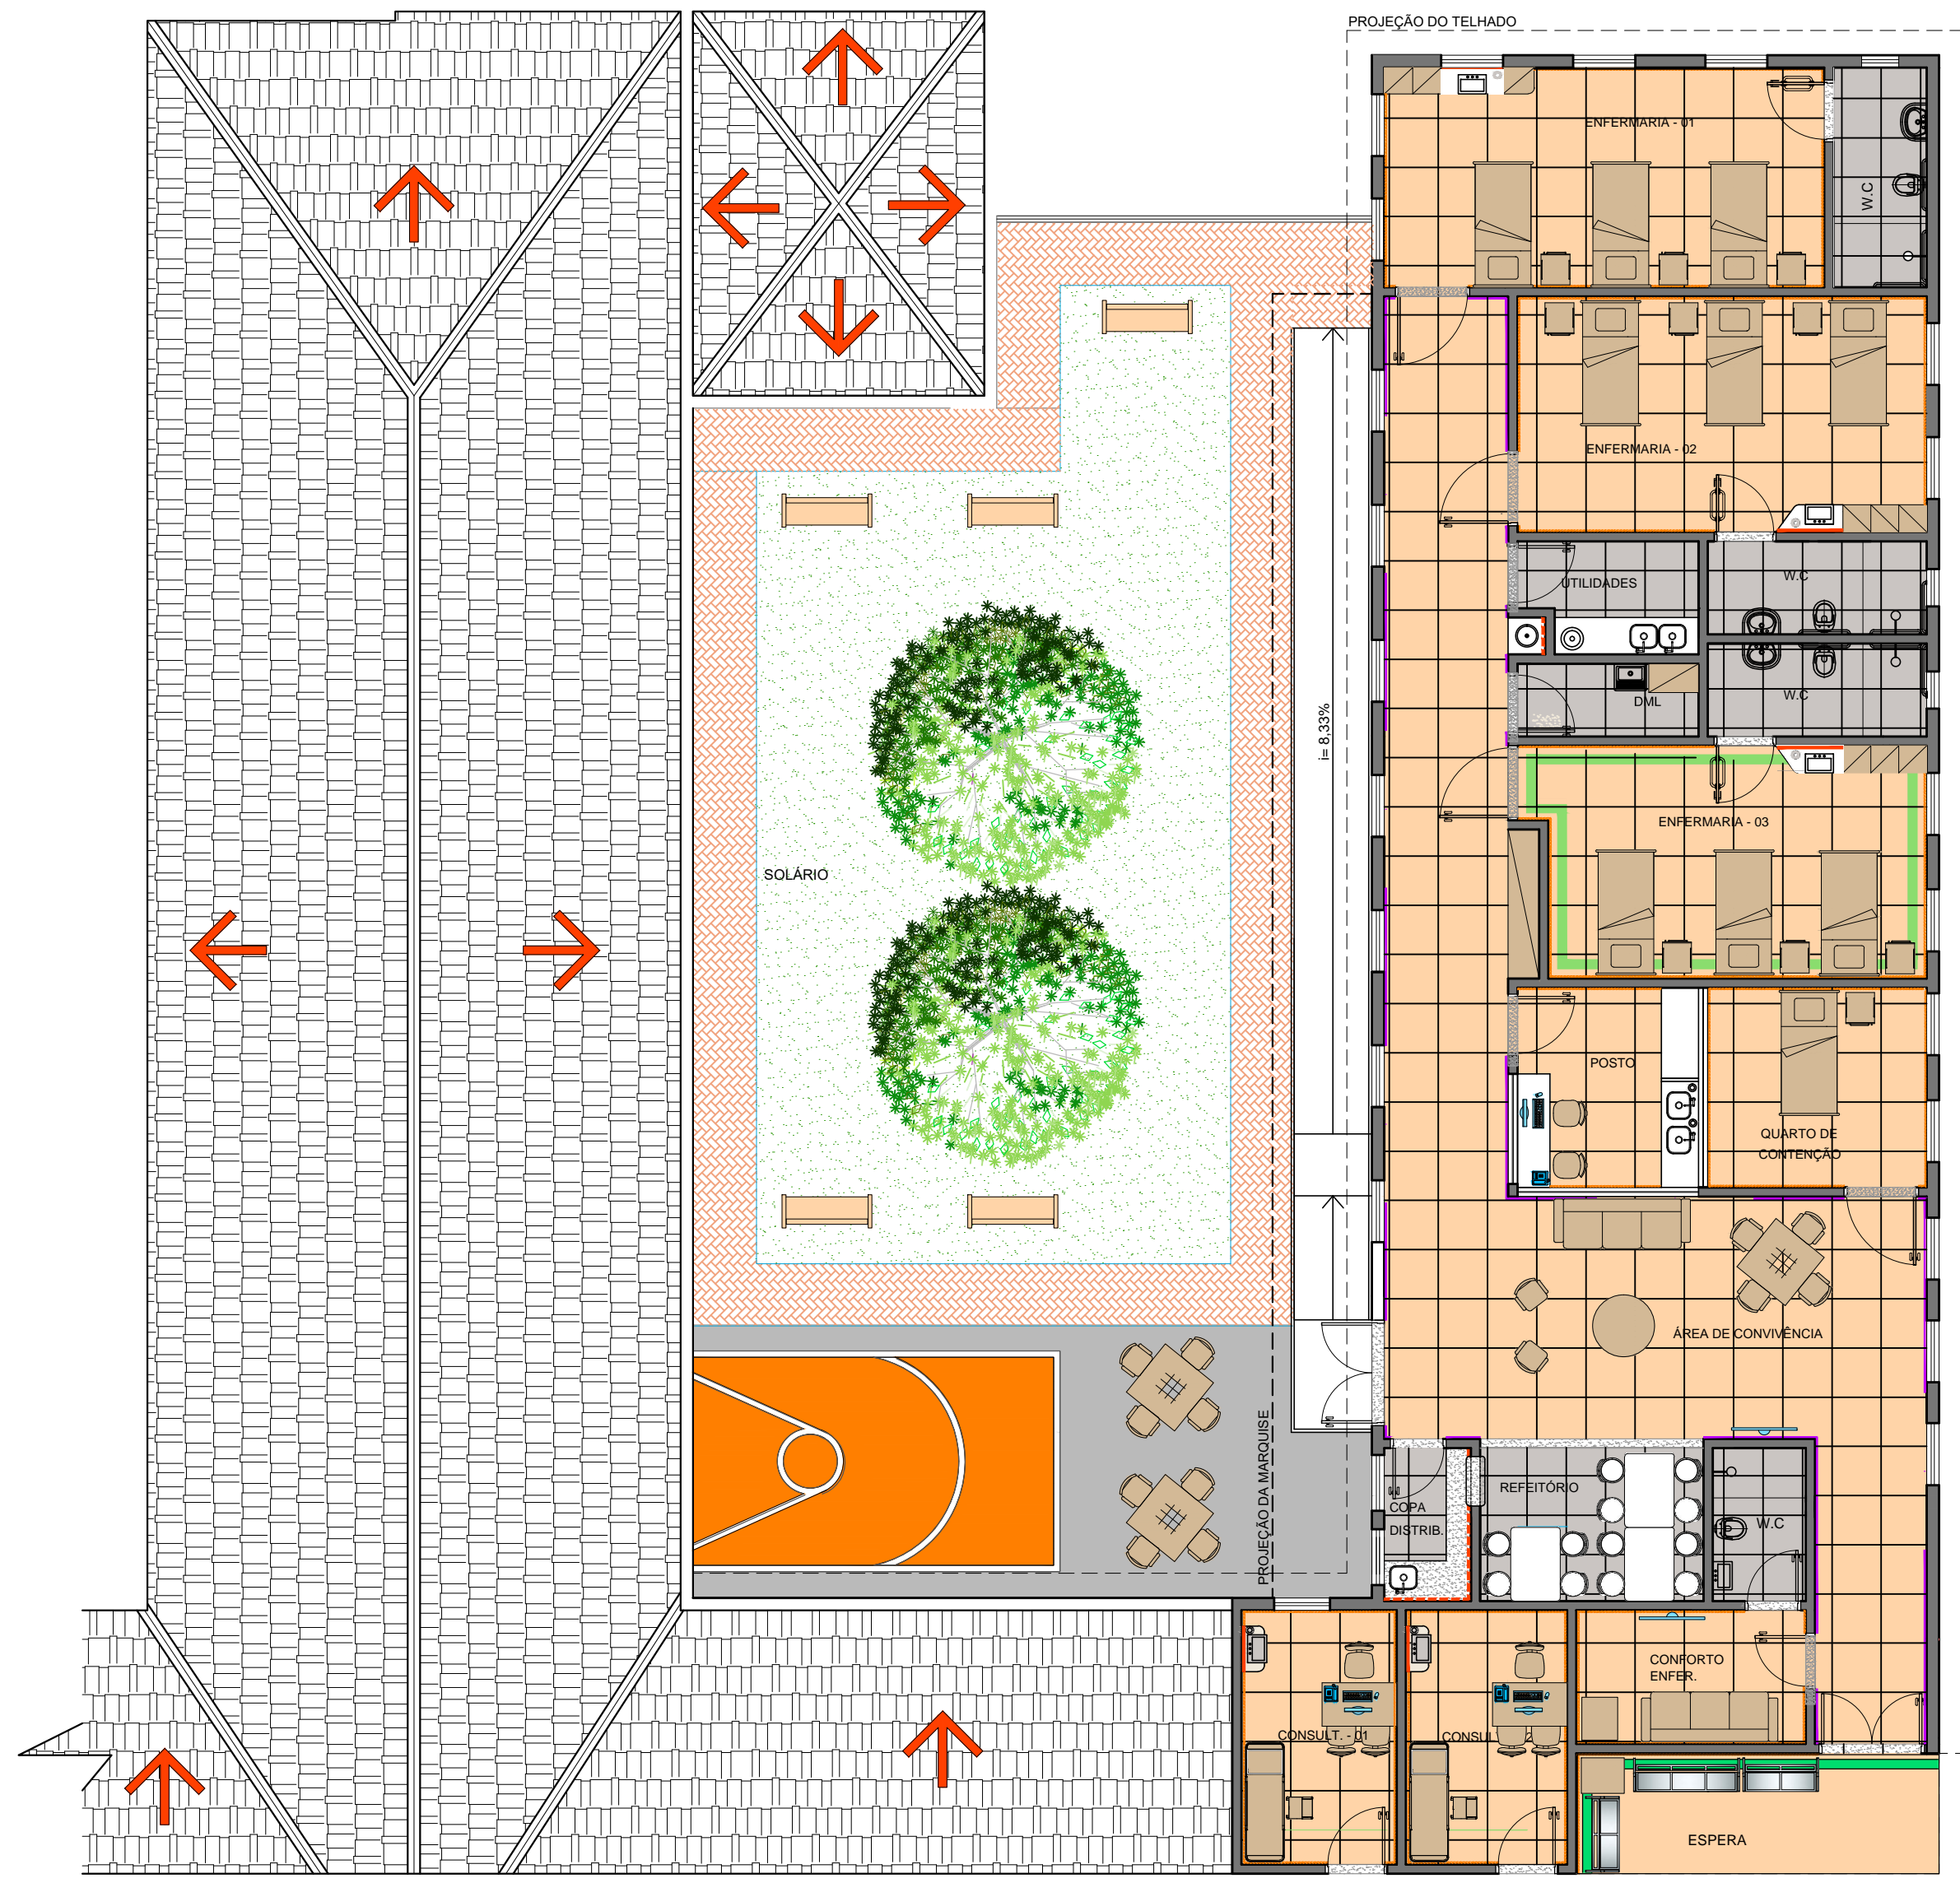 PROJEÇÃO DO TELHADO
ENFERMARIA - 01
W.C
ENFERMARIA - 02
UTILIDADES
W.C
DML
W.C
i= 8,33%
ENFERMARIA - 03
SOLÁRIO
POSTO
QUARTO DE
CONTENÇÃO
ÁREA DE CONVIVÊNCIA
PROJEÇÃO DA MARQUISE
COPA
DISTRIB.
REFEITÓRIO
W.C
CONFORTO
ENFER.
CONSULT. - 01
ESPERA